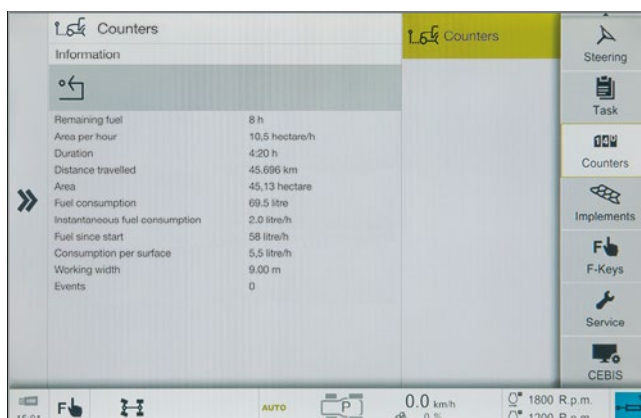 Counters
Information
Remaining fuel 8 h
Area per hour 10,5 hectare/h
Duration 4:20 h
Distance travelled 45.696 km
Area 45,13 hectare
Fuel consumption 69.5 litre
Instantaneous fuel consumption 2.0 litre/h
Fuel since start 58 litre/h
Consumption per surface 5,5 litre/h
Working width 9.00 m
Events 0
Counters
Steering
Task
Counters
Implements
F
F-Keys
Service
CEBIS
F
AUTO
P
0.0 km/h
0 %
1800 R.p.m.
1200 R.p.m.